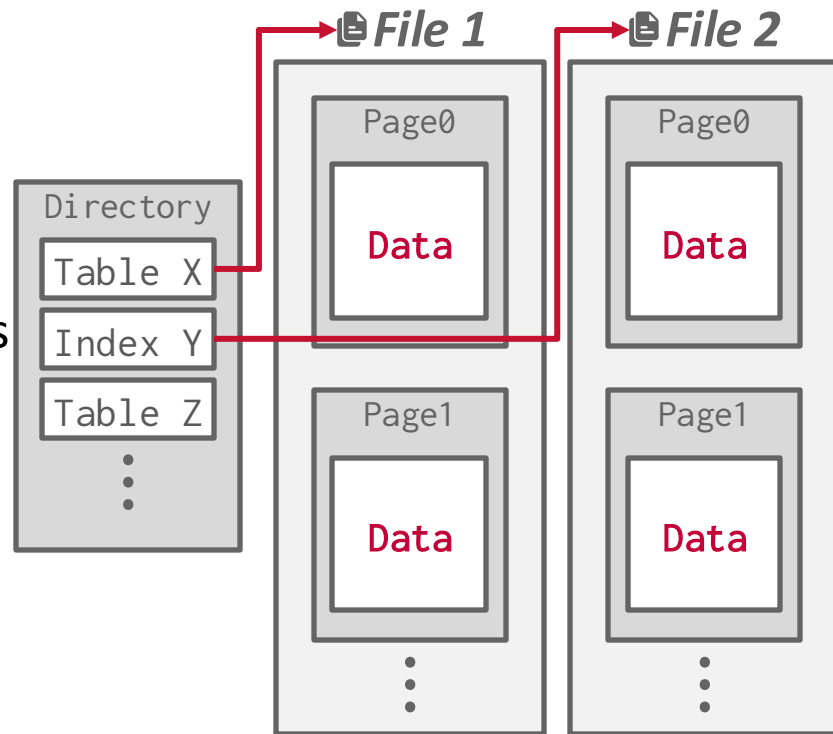 File 1
File 2
Page0
Page0
Directory
Data
Data
Table X
s
Index Y
Table Z
Page1
Page1
Data
Data